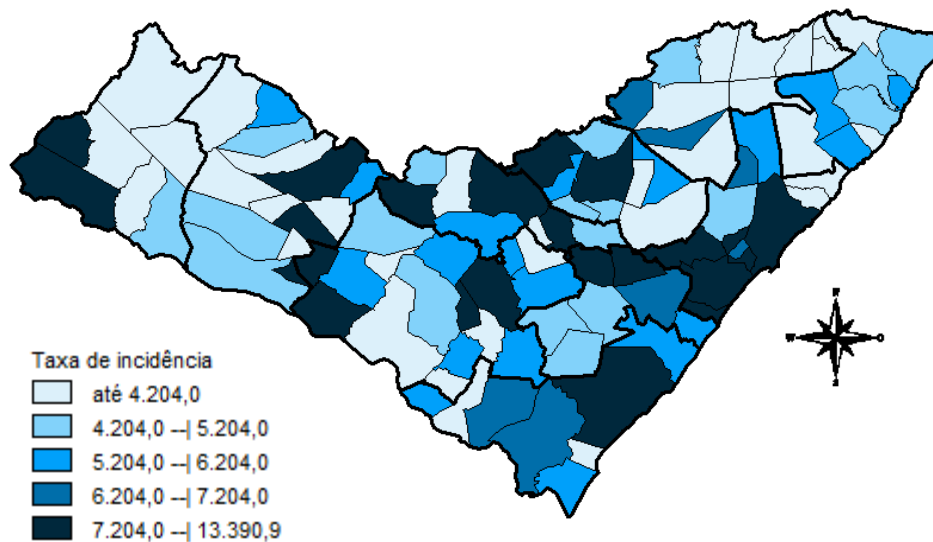 Taxa de incidência
até 4.204,0
4.204,0 --| 5.204,0
5.204,0 --| 6.204,0
6.204,0 --| 7.204,0
7.204,0 --| 13.390,9
W